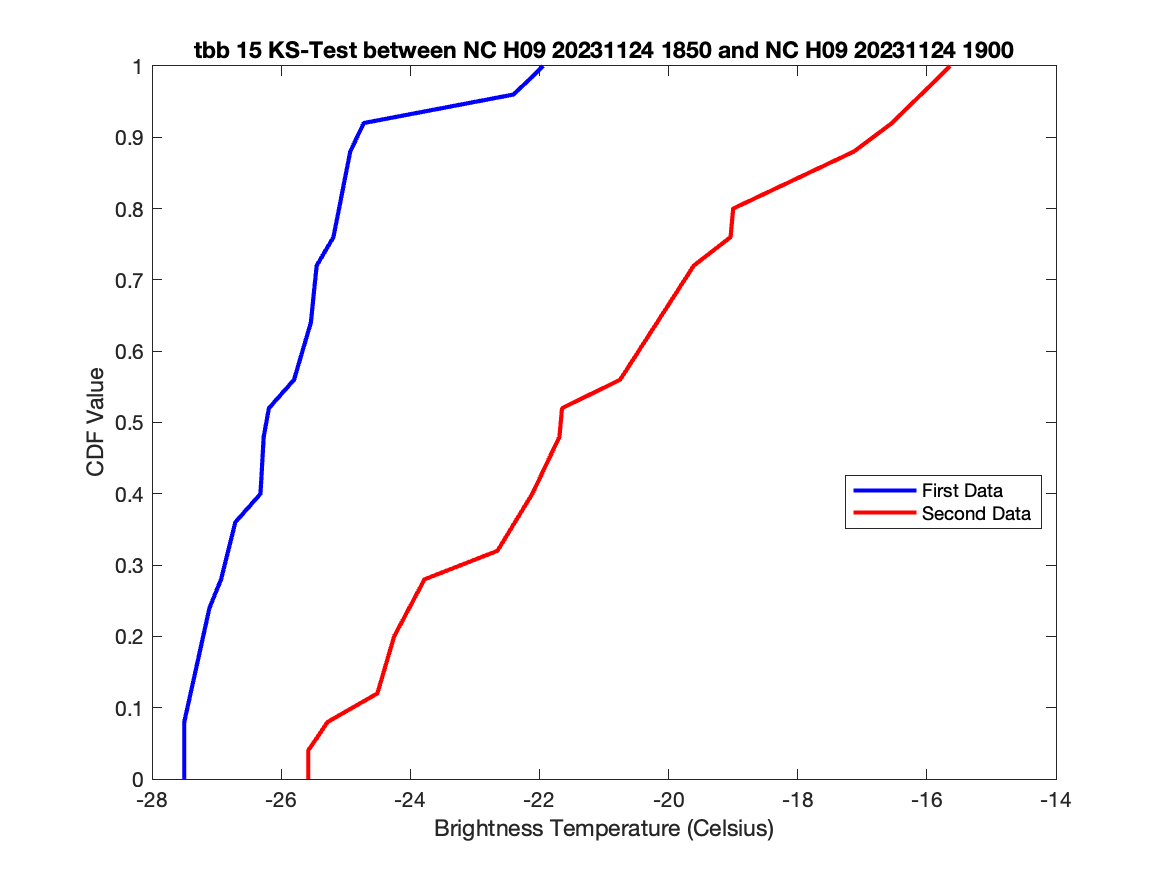 tbb 15 KS-Test between NC H09 20231124 1850 and NC H09 20231124 1900
1
0.9
0.8
0.7
0.6
0.5
0.4
0.3
0.2
0.1
0
CDF Value
First Data
Second Data
-28 -26 -24 -22 -20 -18 -16 -14
Brightness Temperature (Celsius)